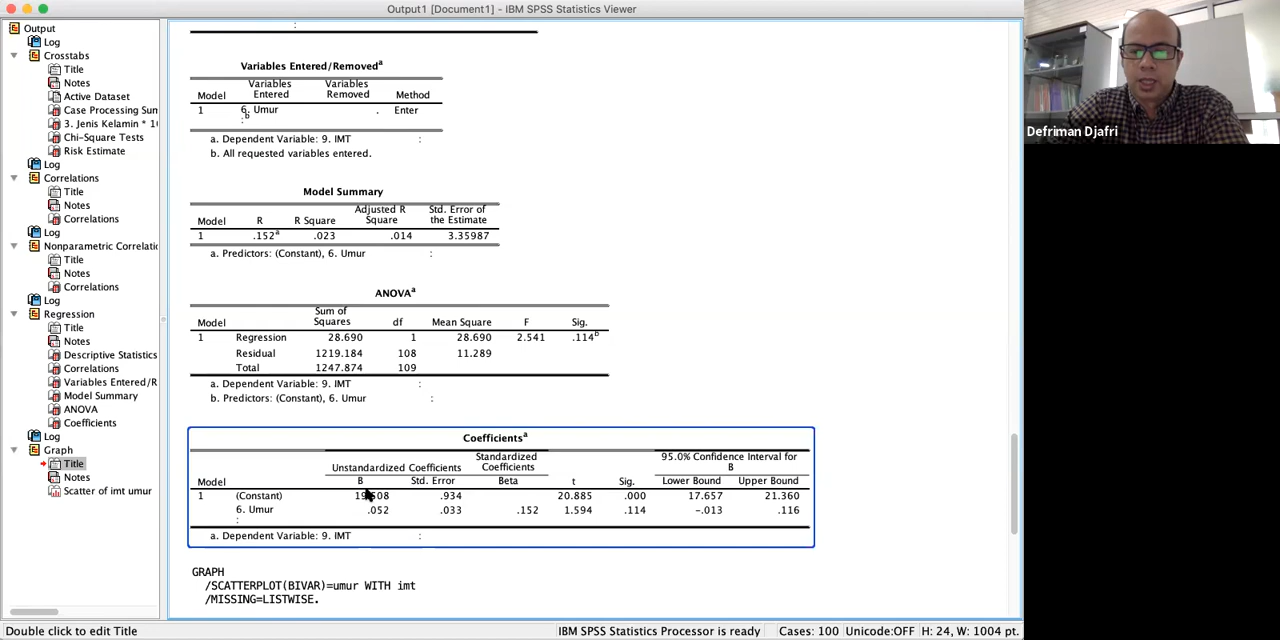 Output1 [Document1] - IBM SPSS Statistics Viewer
Output
Log
Crosstabs
Title
Notes
Active Dataset
Case Processing Sum
3. Jenis Kelamin * 1
Chi-Square Tests
Risk Estimate
Log
Correlations
Title
Notes
Correlations
Log
Nonparametric Correlatio
Title
Notes
Correlations
Log
Regression
Title
Notes
Descriptive Statistics
Correlations
Variables Entered/R
Model Summary
ANOVA
Coefficients
Log
Graph
Title
Notes
Scatter of imt umur
:
Variables Entered/Removeda
Model Variables Entered Variables Removed Method
1 6. Umur :b . Enter
a. Dependent Variable: 9. IMT :
b. All requested variables entered.
Model Summary
Model R R Square Adjusted R Square Std. Error of the Estimate
1 .152a .023 .014 3.35987
a. Predictors: (Constant), 6. Umur :
ANOVAa
Model Sum of Squares df Mean Square F Sig.
1 Regression 28.690 1 28.690 2.541 .114b
Residual 1219.184 108 11.289
Total 1247.874 109
a. Dependent Variable: 9. IMT :
b. Predictors: (Constant), 6. Umur :
Coefficientsa
Unstandardized Coefficients Standardized Coefficients 95.0% Confidence Interval for B
Model B Std. Error Beta t Sig. Lower Bound Upper Bound
1 (Constant) .934 20.885 .000 17.657 21.360
6. Umur : .052 .033 .152 1.594 .114 -.013 .116
a. Dependent Variable: 9. IMT :
GRAPH
/SCATTERPLOT(BIVAR)=umur WITH imt
/MISSING=LISTWISE.
Double click to edit Title
IBM SPSS Statistics Processor is ready
Cases: 100
Unicode:OFF
H: 24, W: 1004 pt.
Defriman Djafri